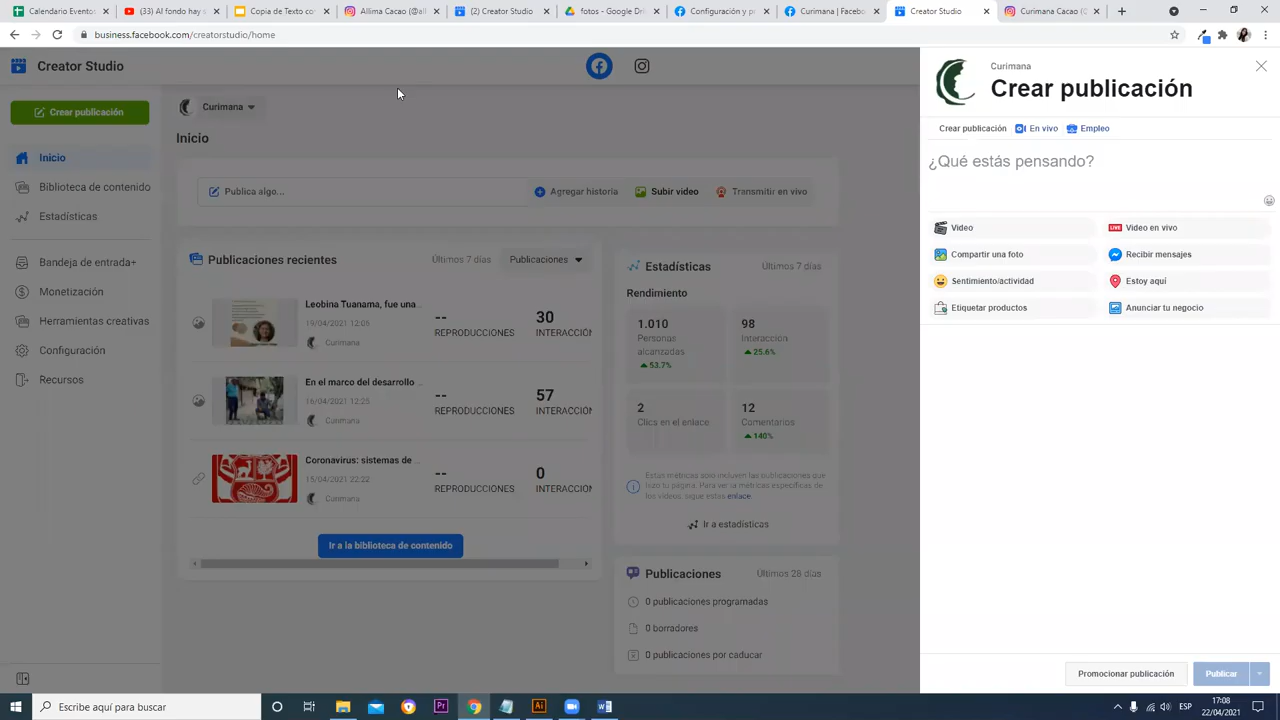 Calendario Evento
(33) Al fondo hay s
Copia de Texto co
Allima Cacao (@all
(2) Creator Studio
fotos - Google Dri
Configuración y p
Curimana | Faceb
Creator Studio
Curimana Cacao (
business.facebook.com/creatorstudio/home
Creator Studio
Crear publicación
Inicio
Biblioteca de contenido
Estadísticas
Bandeja de entrada+
Monetización
Herramientas creativas
Configuración
Recursos
Curimana
Inicio
Publica algo...
Agregar historia
Subir video
Transmitir en vivo
Publicaciones recientes
Últimos 7 días
Publicaciones
Leobina Tuanama, fue una...
19/04/2021 12:05
Curimana
--
REPRODUCCIONES
30
INTERACCIÓN
En el marco del desarrollo ...
16/04/2021 12:25
Curimana
--
REPRODUCCIONES
57
INTERACCIÓN
Coronavirus: sistemas de ...
15/04/2021 22:22
Curimana
--
REPRODUCCIONES
0
INTERACCIÓN
Ir a la biblioteca de contenido
Estadísticas
Últimos 7 días
Rendimiento
1.010
Personas
alcanzadas
53.7%
98
Interacción
25.6%
2
Clics en el enlace
12
Comentarios
140%
Estas métricas solo incluyen las publicaciones que
hizo tu página. Para ver la métricas específicas de
los videos, sigue estas enlace.
Ir a estadísticas
Publicaciones
Últimos 28 días
0 publicaciones programadas
0 borradores
0 publicaciones por caducar
Curimana
Crear publicación
Crear publicación
En vivo
Empleo
¿Qué estás pensando?
Video
LIVE
Video en vivo
Compartir una foto
Recibir mensajes
Sentimiento/actividad
Estoy aquí
Etiquetar productos
Anunciar tu negocio
Promocionar publicación
Publicar
Escribe aquí para buscar
Pr
Ai
ESP
17:08
22/04/2021